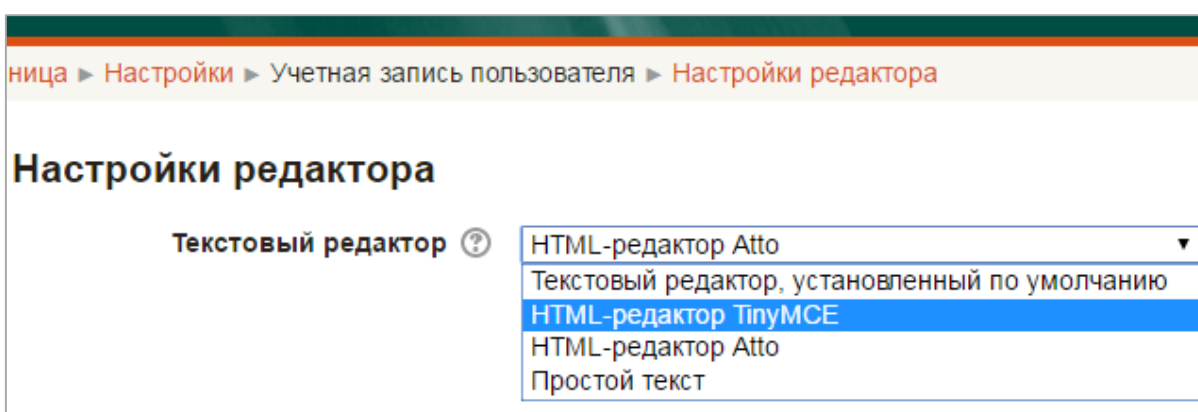 ница ► Настройки ► Учетная запись пользователя ► Настройки редактора
Настройки редактора
Текстовый редактор ? HTML-редактор Atto ▼
Текстовый редактор, установленный по умолчанию
HTML-редактор TinyMCE
HTML-редактор Atto
Простой текст